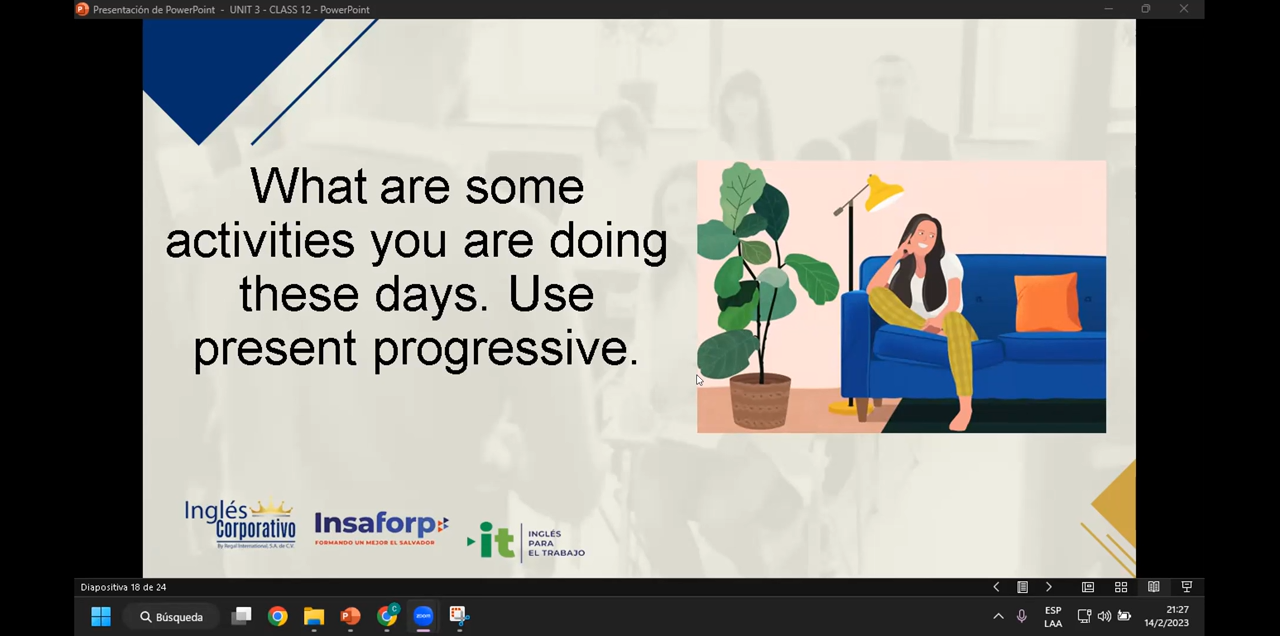 Presentación de PowerPoint - UNIT 3 - CLASS 12 - PowerPoint
What are some
activities you are doing
these days. Use
present progressive.
Inglés
Corporativo
By Regal International, S.A. de C.V.
Insaforp
FORMANDO UN MEJOR EL SALVADOR
it
INGLÉS
PARA
EL TRABAJO
Diapositiva 18 de 24
Búsqueda
C
zoom
ESP
LAA
21:27
14/2/2023